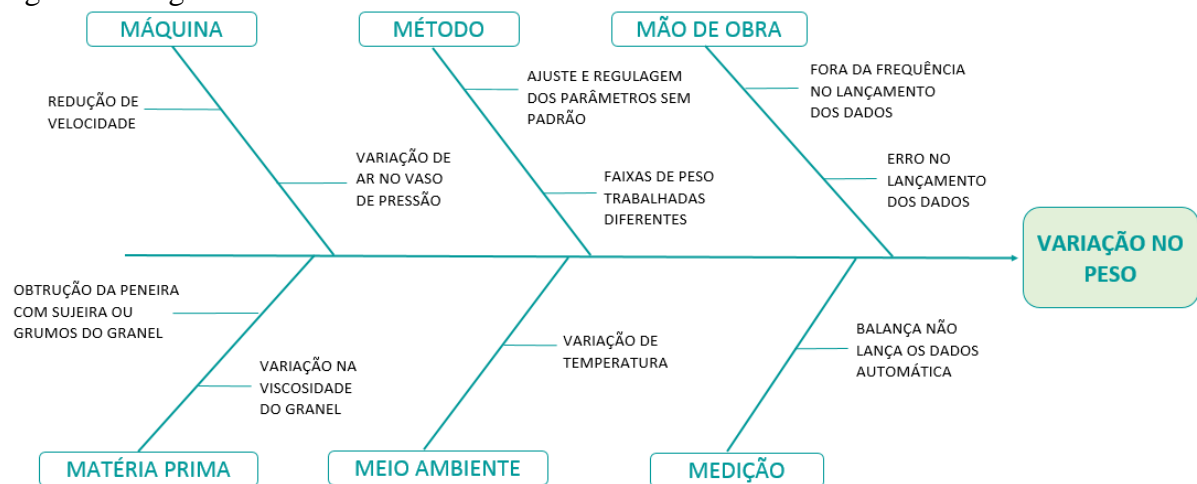 MÁQUINA
MÉTODO
MÃO DE OBRA
REDUÇÃO DE
VELOCIDADE
VARIAÇÃO DE
AR NO VASO
DE PRESSÃO
AJUSTE E REGULAGEM
DOS PARÂMETROS SEM
PADRÃO
FAIXAS DE PESO
TRABALHADAS
DIFERENTES
FORA DA FREQUÊNCIA
NO LANÇAMENTO
DOS DADOS
ERRO NO
LANÇAMENTO
DOS DADOS
VARIAÇÃO NO
PESO
OBTRUÇÃO DA PENEIRA
COM SUJEIRA OU
GRUMOS DO GRANEL
VARIAÇÃO NA
VISCOSIDADE
DO GRANEL
VARIAÇÃO DE
TEMPERATURA
BALANÇA NÃO
LANÇA OS DADOS
AUTOMÁTICA
MATÉRIA PRIMA
MEIO AMBIENTE
MEDIÇÃO